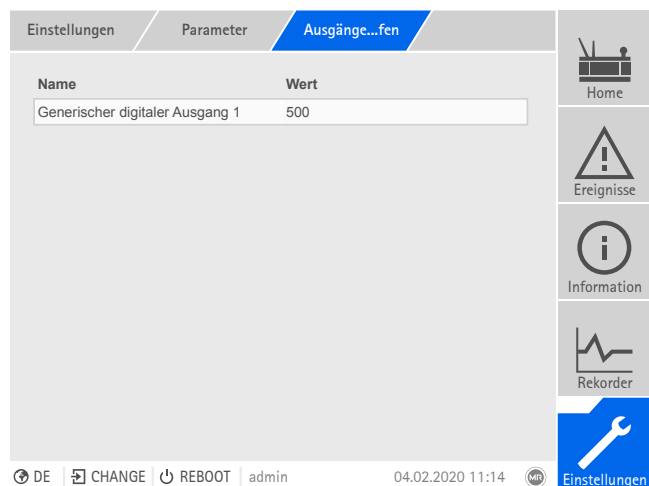 Einstellungen Parameter Ausgänge...fen
Name Wert
Generischer digitaler Ausgang 1 500
Home
Ereignisse
Information
Rekorder
Einstellungen
DE CHANGE REBOOT admin 04.02.2020 11:14 MR